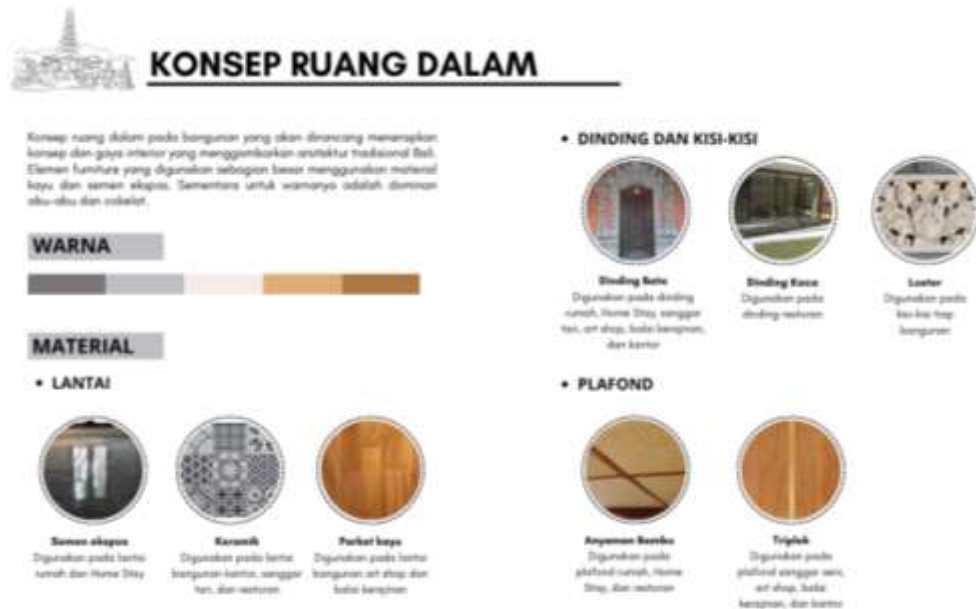 KONSEP RUANG DALAM
Konsep ruang dalam pada bangunan yang akan dirancang menerapkan
konsep dan gaya interior yang menggambarkan arsitektur tradisional Bali.
Elemen furniture yang digunakan sebagian besar menggunakan material
kayu dan semen ekspos. Sementara untuk warnanya adalah dominan
abu-abu dan cokelat.
WARNA
MATERIAL
• LANTAI
Semen ekspos
Digunakan pada lantai
rumah dan Home Stay
Keramik
Digunakan pada lantai
bangunan kantor, sanggar
tari, dan restoran
Parket kayu
Digunakan pada lantai
bangunan art shop dan
balai kerajinan
• DINDING DAN KISI-KISI
Dinding Bata
Digunakan pada dinding
rumah, Home Stay, sanggar
tari, art shop, balai kerajinan,
dan kantor
Dinding Kaca
Digunakan pada
dinding restoran
Loster
Digunakan pada
kisi-kisi tiap
bangunan
• PLAFOND
Anyaman Bambu
Digunakan pada
plafond rumah, Home
Stay, dan restoran
Triplek
Digunakan pada
plafond sanggar seni,
art shop, balai
kerajinan, dan kantor